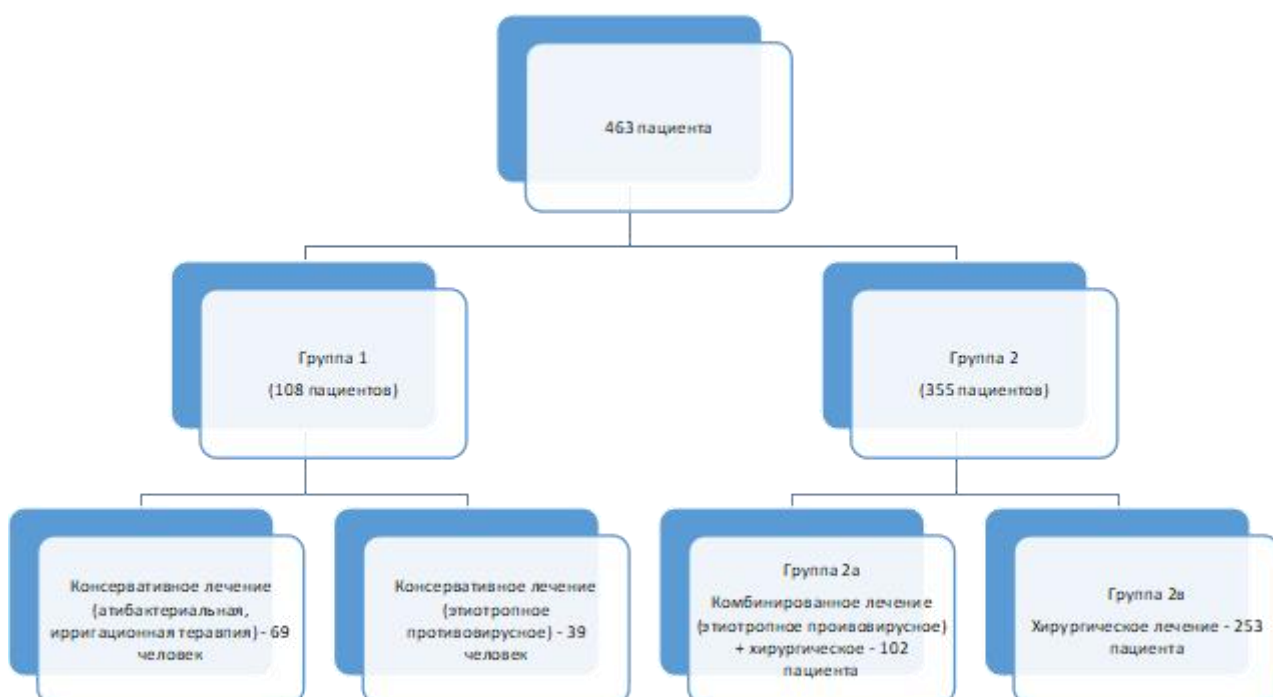 463 пациента
Группа 1
(108 пациентов)
Группа 2
(355 пациентов)
Консервативное лечение
(атибактериальная,
ирригационная терапия) - 69
человек
Консервативное лечение
(этиотропное
противовирусное) - 39
человек
Группа 2а
Комбинированное лечение
(этиотропное проивовирусное)
+ хирургическое - 102
пациента
Группа 2в
Хирургическое лечение - 253
пациента